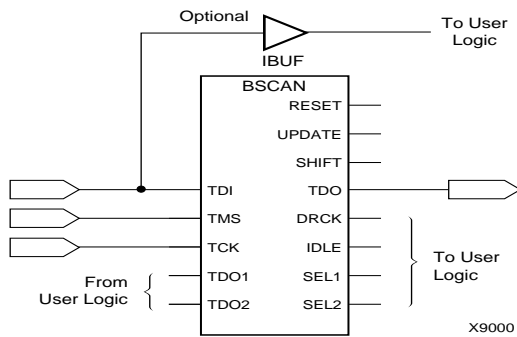 Optional
To User
Logic
IBUF
BSCAN
RESET
UPDATE
SHIFT
TDI TDO
TMS DRCK
TCK IDLE
From
User Logic
TDO1 SEL1
TDO2 SEL2
To User
Logic
X9000